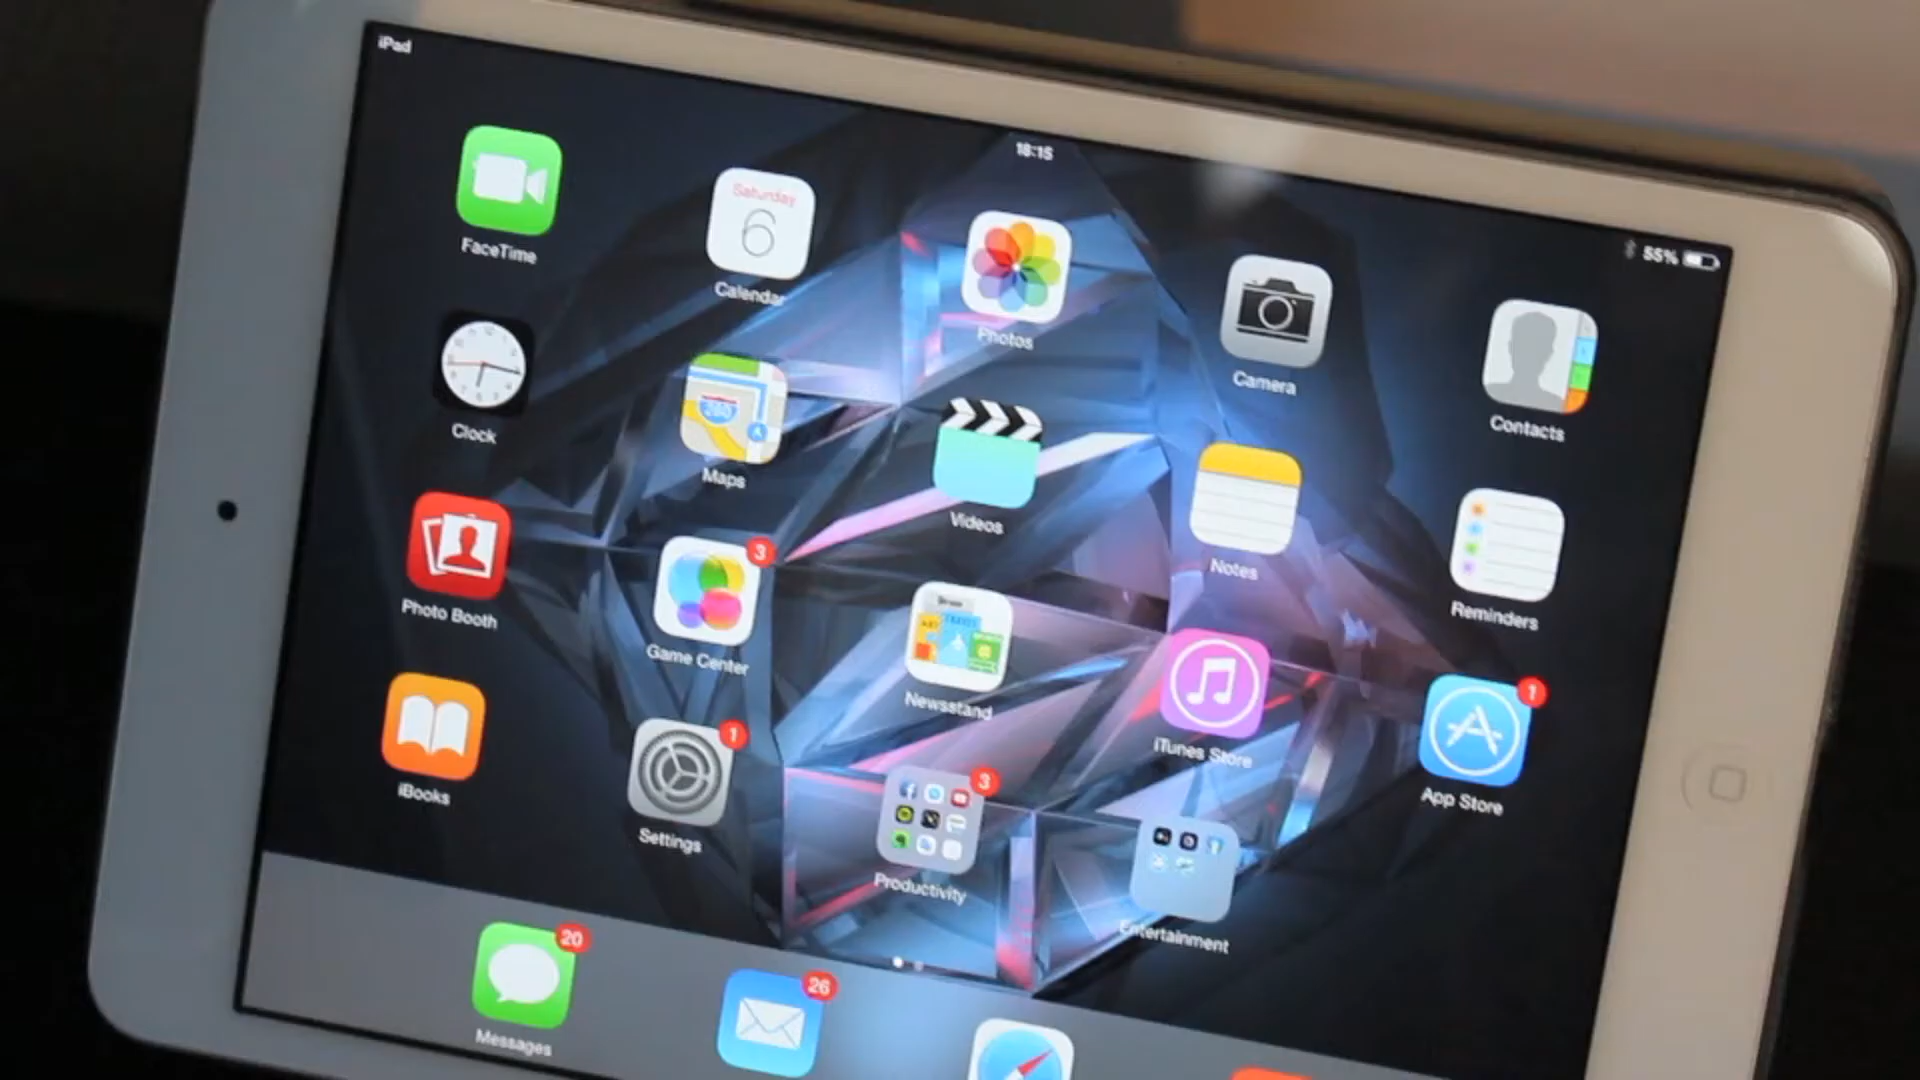 iPad
18:15
55%
FaceTime
Saturday
6
Calendar
Photos
Camera
Contacts
Clock
280
Maps
Videos
Notes
Reminders
Photo Booth
3
Game Center
Newsstand
iTunes Store
1
App Store
iBooks
1
Settings
3
Productivity
Entertainment
20
Messages
26